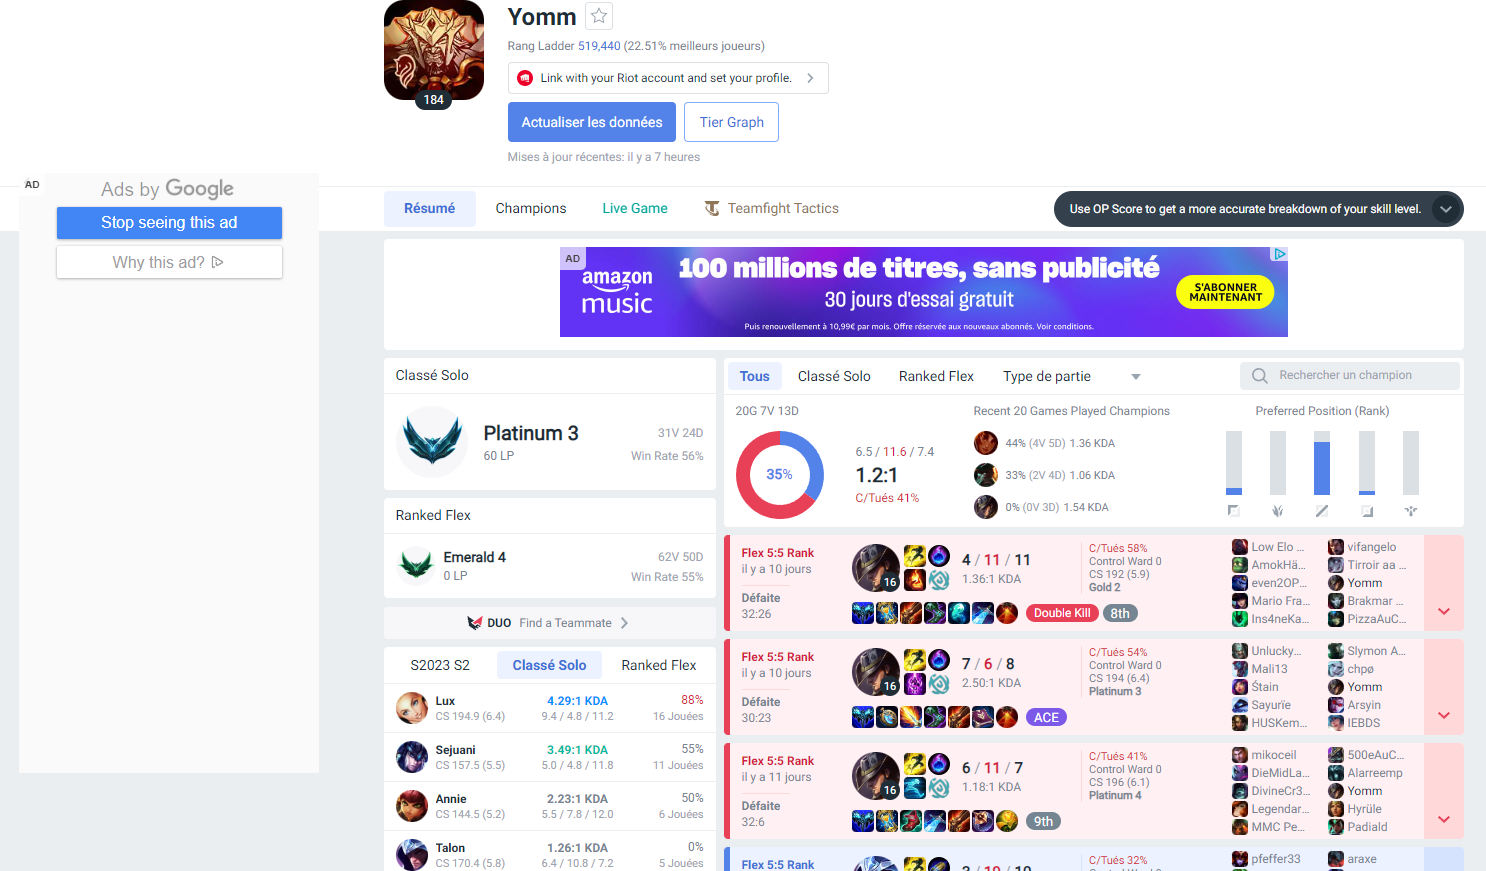 Yomm
Rang Ladder 519,440 (22.51% meilleurs joueurs)
Link with your Riot account and set your profile.
184
Actualiser les données
Tier Graph
Mises à jour récentes: il y a 7 heures
AD
Ads by Google
Stop seeing this ad
Why this ad?
Résumé
Champions
Live Game
Teamfight Tactics
Use OP Score to get a more accurate breakdown of your skill level.
AD
amazon music
100 millions de titres, sans publicité
30 jours d'essai gratuit
S'ABONNER
MAINTENANT
Puis renouvellement à 10,99€ par mois. Offre réservée aux nouveaux abonnés. Voir conditions.
Classé Solo
Platinum 3
31V 24D
60 LP
Win Rate 56%
Ranked Flex
Emerald 4
62V 50D
0 LP
Win Rate 55%
DUO Find a Teammate
S2023 S2
Classé Solo
Ranked Flex
Lux
4.29:1 KDA
88%
CS 194.9 (6.4)
9.4 / 4.8 / 11.2
16 Jouées
Sejuani
3.49:1 KDA
55%
CS 157.5 (5.5)
5.0 / 4.8 / 11.8
11 Jouées
Annie
2.23:1 KDA
50%
CS 144.5 (5.2)
5.5 / 7.8 / 12.0
6 Jouées
Talon
1.26:1 KDA
0%
CS 170.4 (5.8)
6.4 / 10.8 / 7.2
5 Jouées
Tous
Classé Solo
Ranked Flex
Type de partie
Rechercher un champion
20G 7V 13D
35%
6.5 / 11.6 / 7.4
1.2:1
C/Tués 41%
Recent 20 Games Played Champions
44% (4V 5D) 1.36 KDA
33% (2V 4D) 1.06 KDA
0% (0V 3D) 1.54 KDA
Preferred Position (Rank)
Flex 5:5 Rank
il y a 10 jours
Défaite
32:26
16
4 / 11 / 11
1.36:1 KDA
Double Kill
8th
C/Tués 58%
Control Ward 0
CS 192 (5.9)
Gold 2
Low Elo ...
AmokHä...
even2OP...
Mario Fra...
Ins4neKa...
vifangelo
Tirroir aa ...
Yomm
Brakmar ...
PizzaAuC...
Flex 5:5 Rank
il y a 10 jours
Défaite
30:23
16
7 / 6 / 8
2.50:1 KDA
ACE
C/Tués 54%
Control Ward 0
CS 194 (6.4)
Platinum 3
Unlucky...
Mali13
Štain
Sayurïe
HUSKem...
Slymon A...
chpø
Yomm
Arsyin
IEBDS
Flex 5:5 Rank
il y a 11 jours
Défaite
32:6
16
6 / 11 / 7
1.18:1 KDA
9th
C/Tués 41%
Control Ward 0
CS 196 (6.1)
Platinum 4
mikoceil
DieMidLa...
DivineCr3...
Legendar...
MMC Pe...
500eAuC...
Alarreemp
Yomm
Hyrüle
Padiald
Flex 5:5 Rank
C/Tués 32%
pfeffer33
araxe